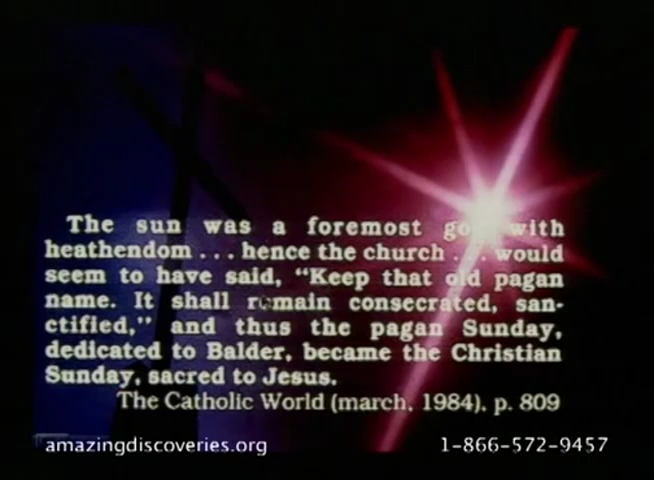 The sun was a foremost god with
heathendom . . . hence the church . . . would
seem to have said, "Keep that old pagan
name. It shall remain consecrated, san-
ctified," and thus the pagan Sunday,
dedicated to Balder, became the Christian
Sunday, sacred to Jesus.
The Catholic World (march, 1984), p. 809
amazingdiscoveries.org
1-866-572-9457